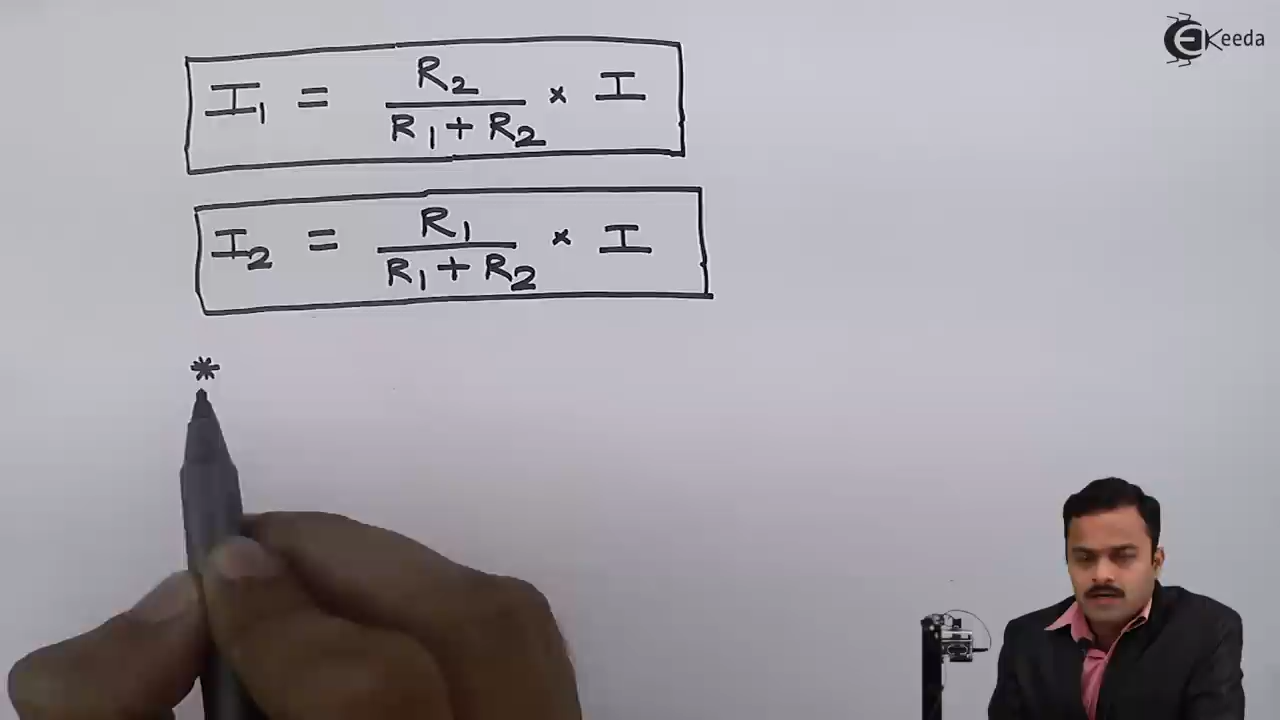 EKeeda
I₁ = R₂ / (R₁ + R₂) × I
I₂ = R₁ / (R₁ + R₂) × I
*